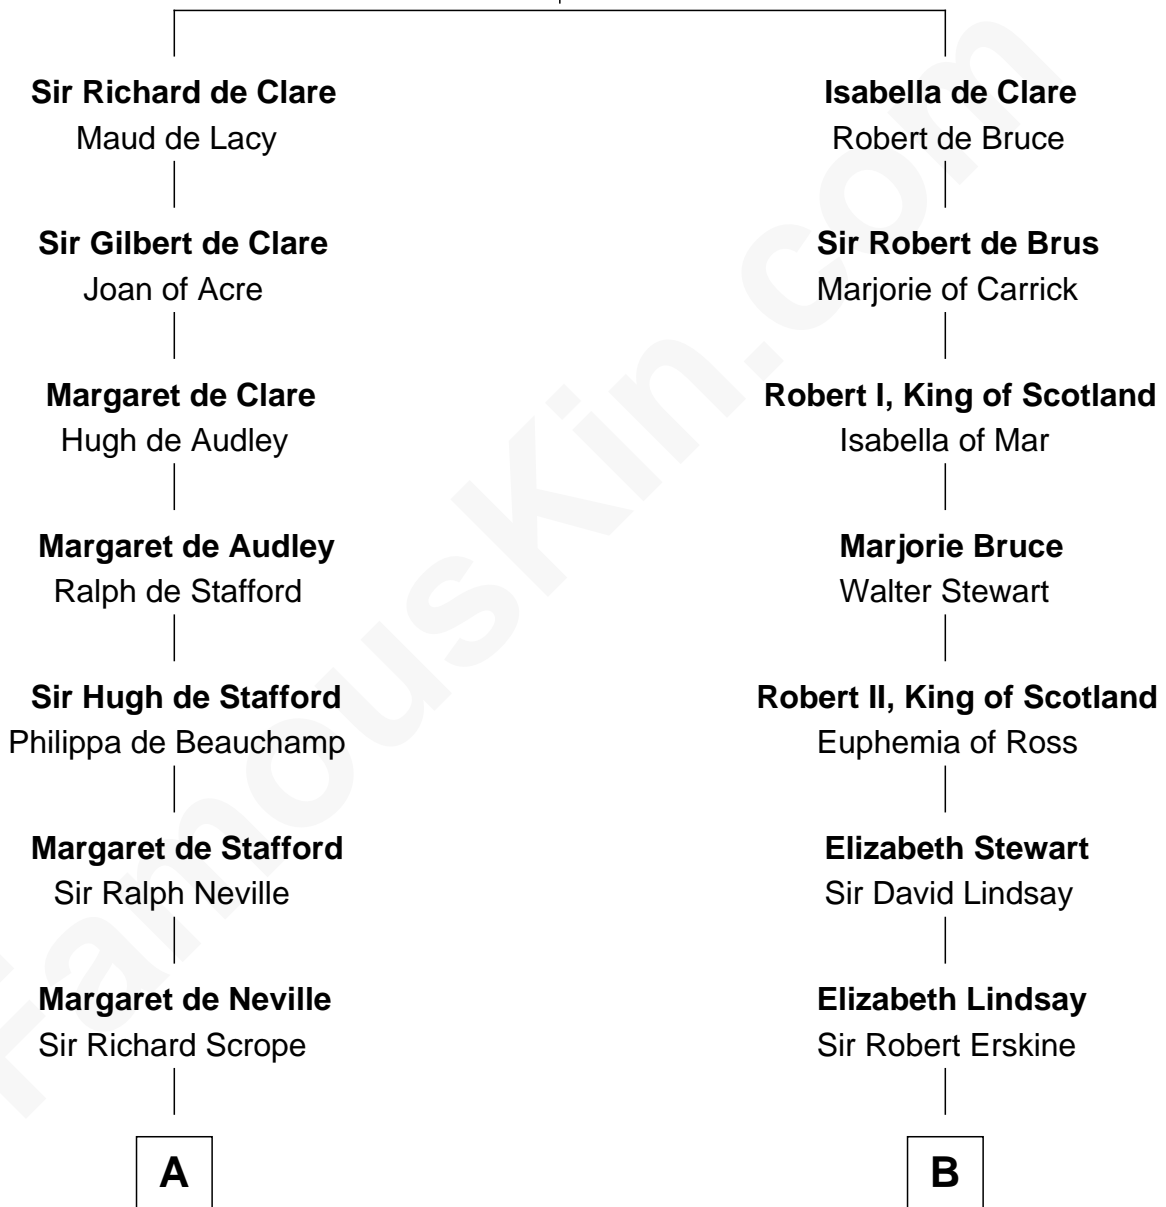 Sir Richard de Clare
Maud de Lacy
Sir Gilbert de Clare
Joan of Acre
Margaret de Clare
Hugh de Audley
Margaret de Audley
Ralph de Stafford
Sir Hugh de Stafford
Philippa de Beauchamp
Margaret de Stafford
Sir Ralph Neville
Margaret de Neville
Sir Richard Scrope
A
Isabella de Clare
Robert de Bruce
Sir Robert de Brus
Marjorie of Carrick
Robert I, King of Scotland
Isabella of Mar
Marjorie Bruce
Walter Stewart
Robert II, King of Scotland
Euphemia of Ross
Elizabeth Stewart
Sir David Lindsay
Elizabeth Lindsay
Sir Robert Erskine
B
FamousKin.com